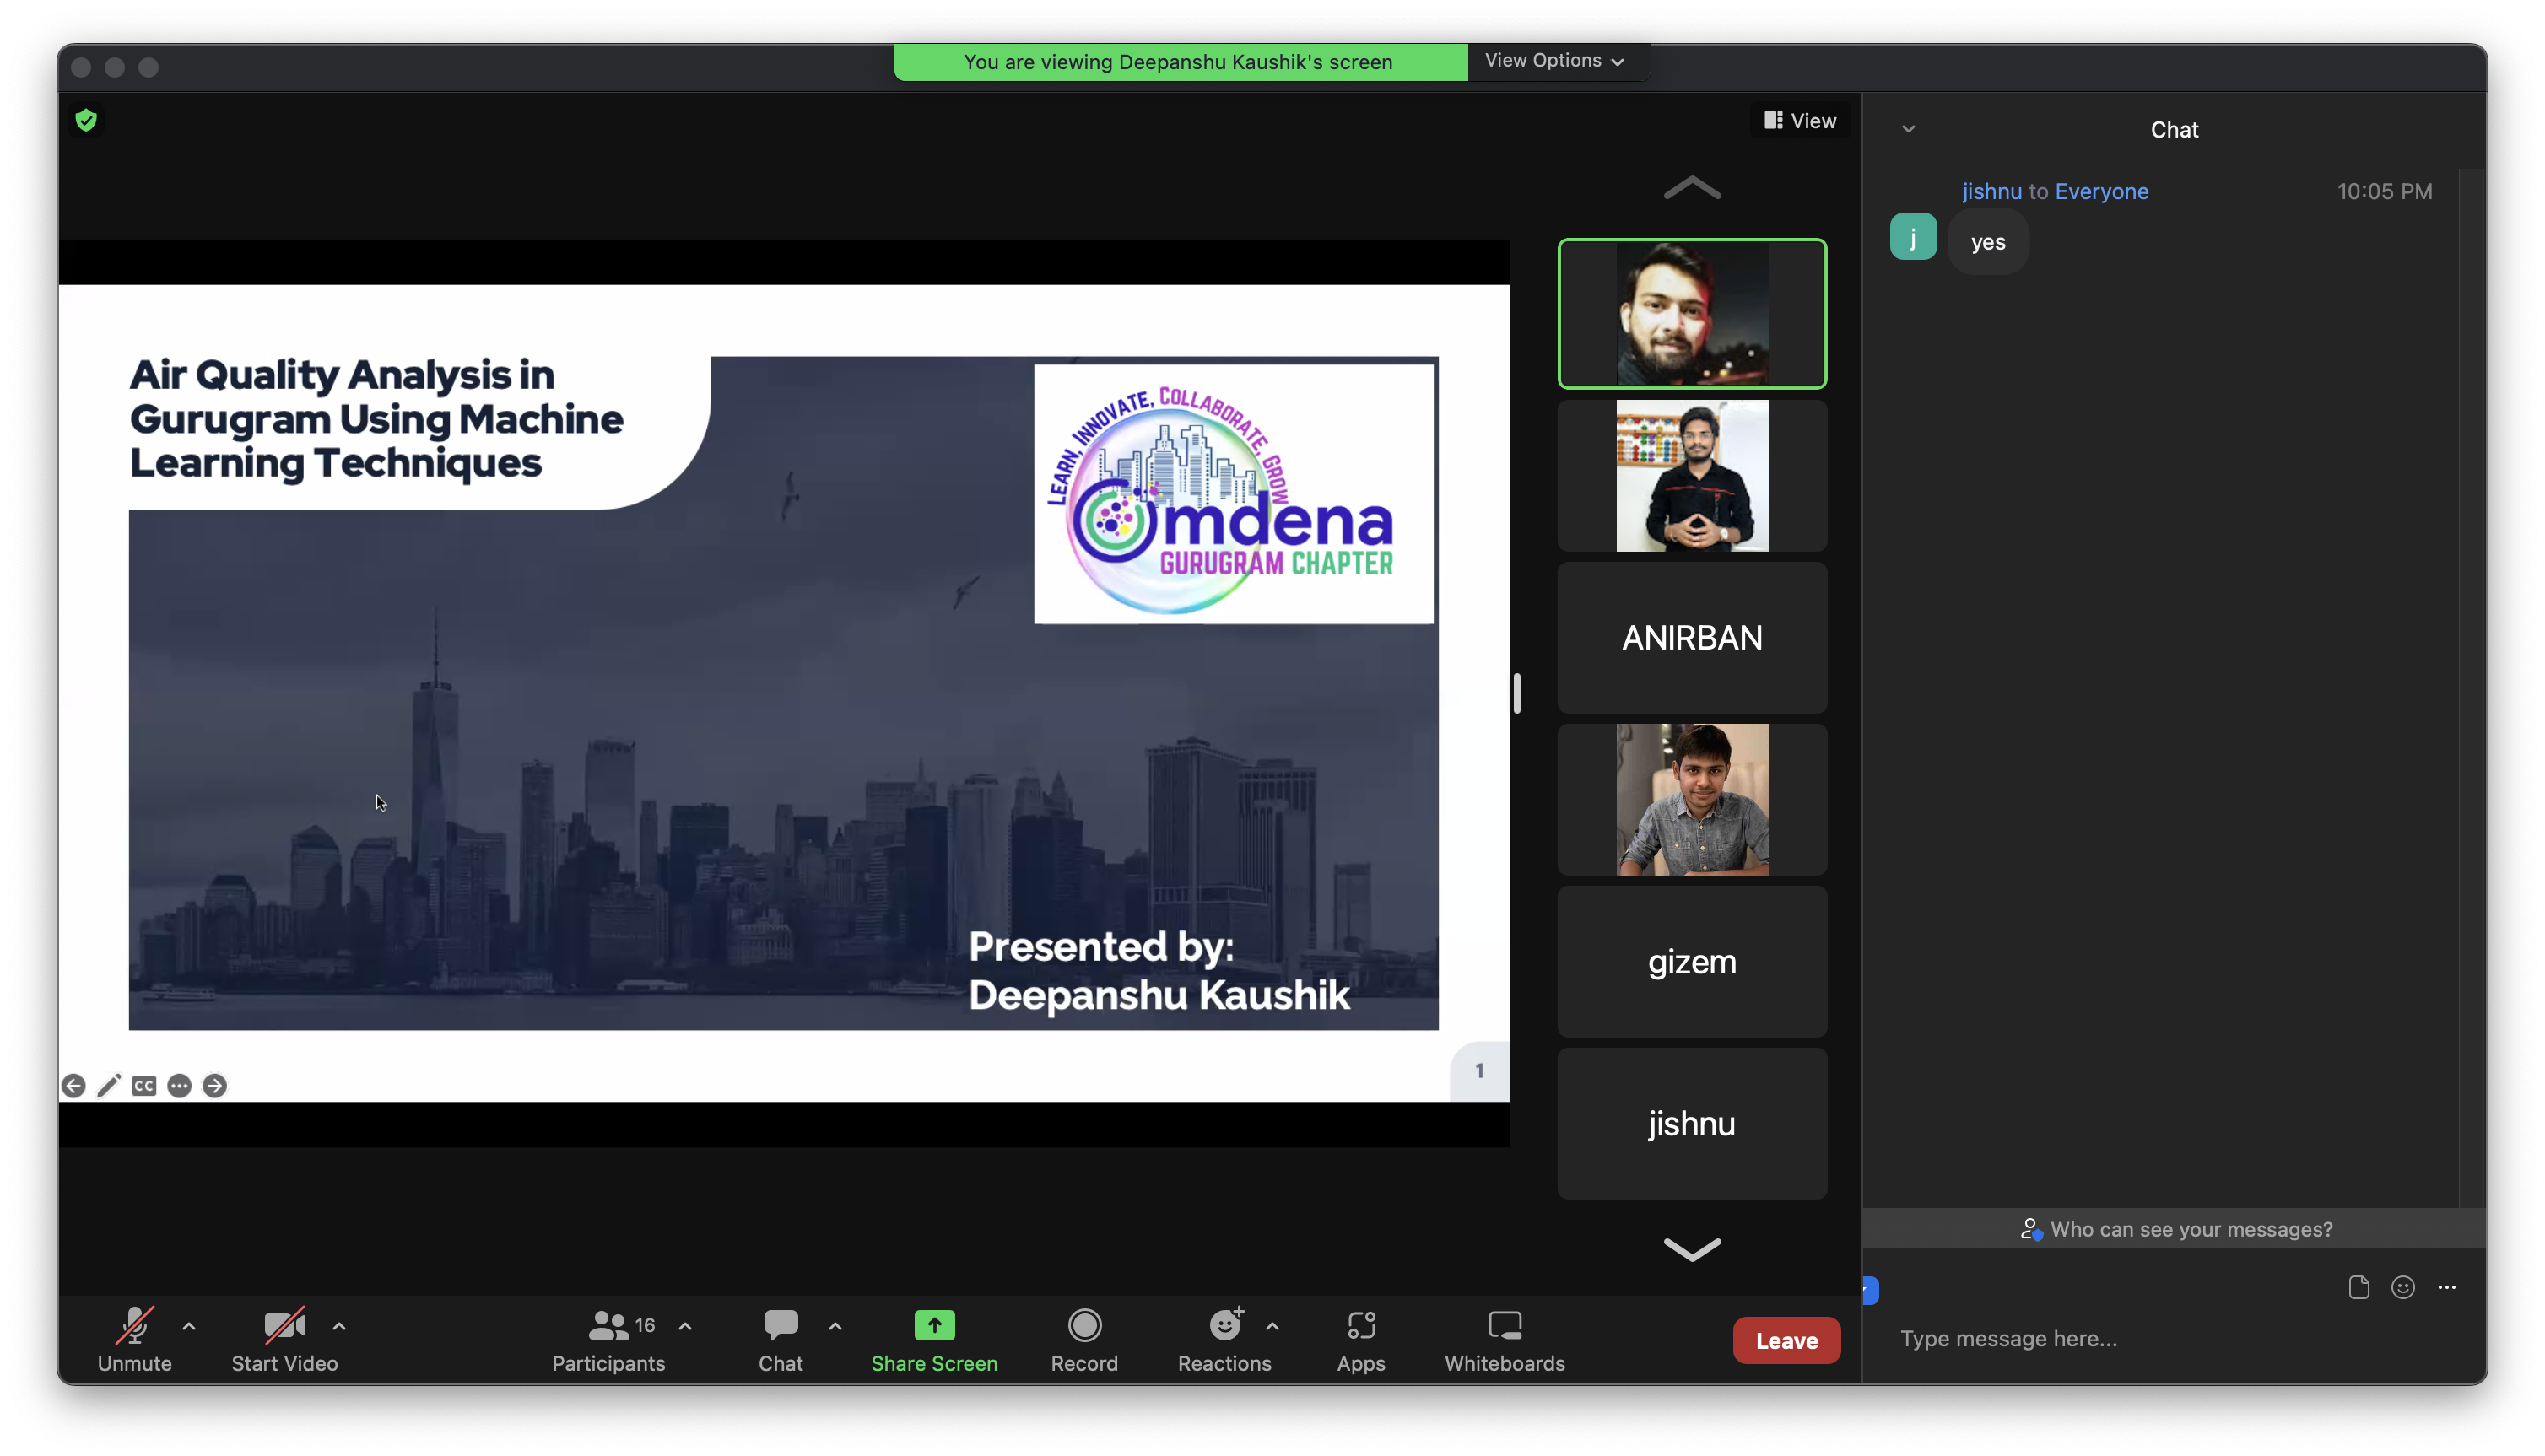 You are viewing Deepanshu Kaushik's screen
View Options
View
Chat
jishnu to Everyone
10:05 PM
j
yes
Air Quality Analysis in
Gurugram Using Machine
Learning Techniques
LEARN, INNOVATE, COLLABORATE, GROW
Omdena
GURUGRAM CHAPTER
Presented by:
Deepanshu Kaushik
CC
1
ANIRBAN
gizem
jishnu
Who can see your messages?
Type message here...
Unmute
Start Video
16
Participants
Chat
Share Screen
Record
Reactions
Apps
Whiteboards
Leave